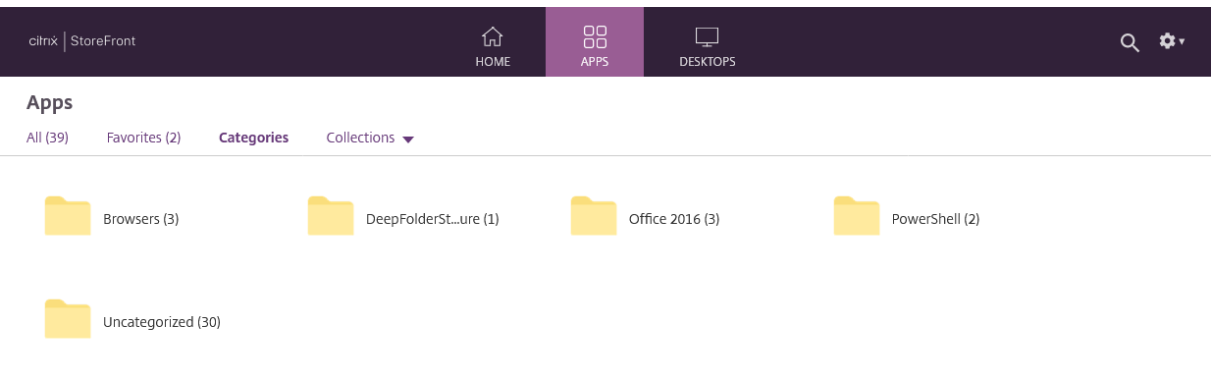 citrix | StoreFront
HOME
APPS
DESKTOPS
Apps
All (39) Favorites (2) Categories Collections
Browsers (3) DeepFolderSt...ure (1) Office 2016 (3) PowerShell (2)
Uncategorized (30)